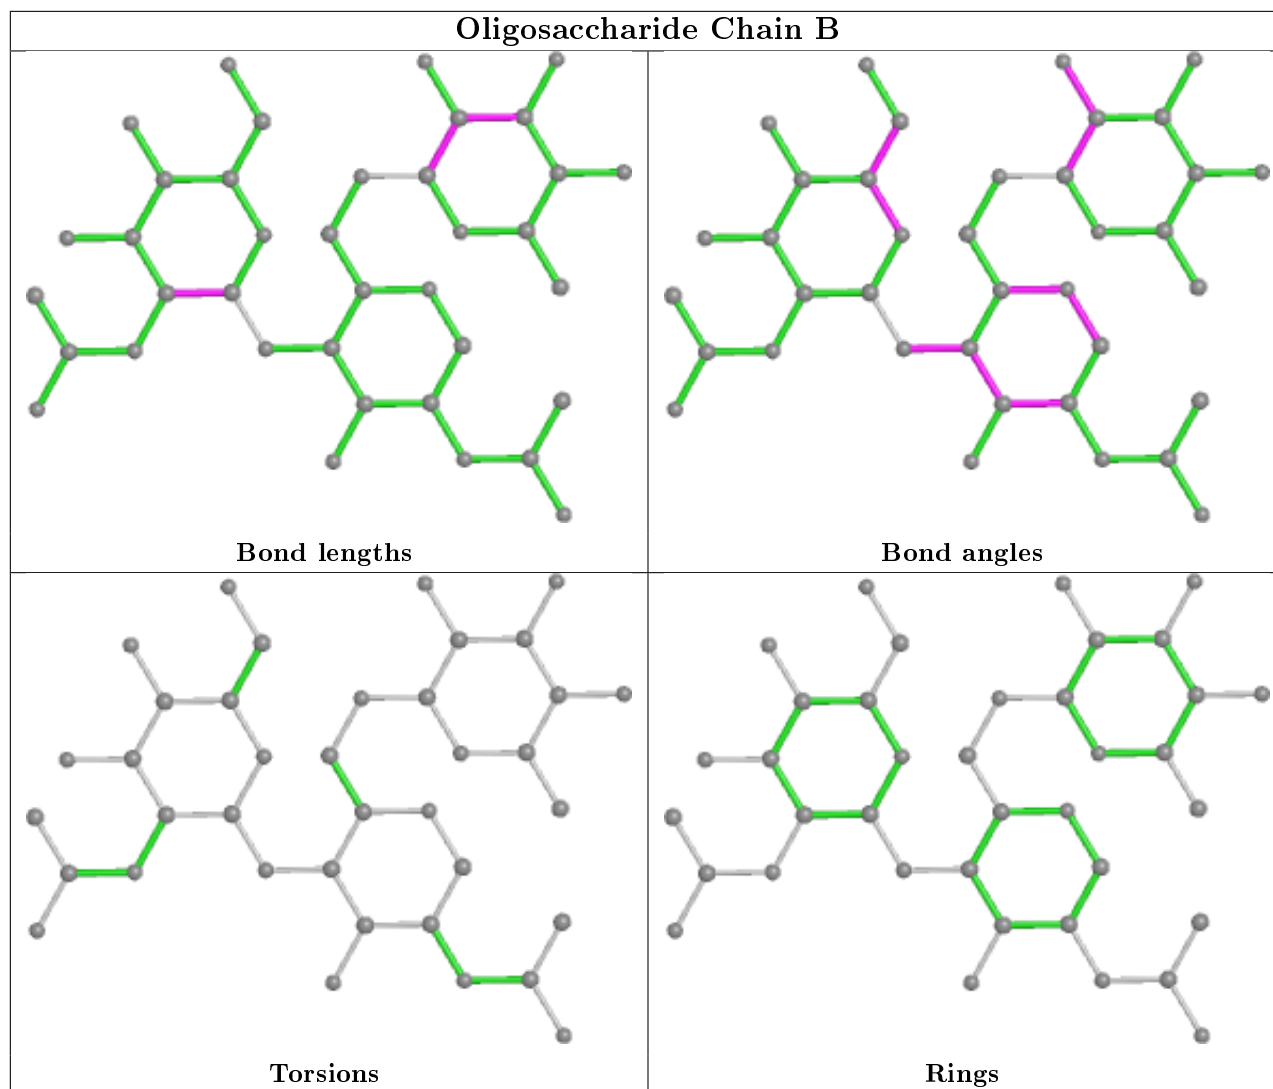 Oligosaccharide Chain B
Bond lengths
Bond angles
Torsions
Rings